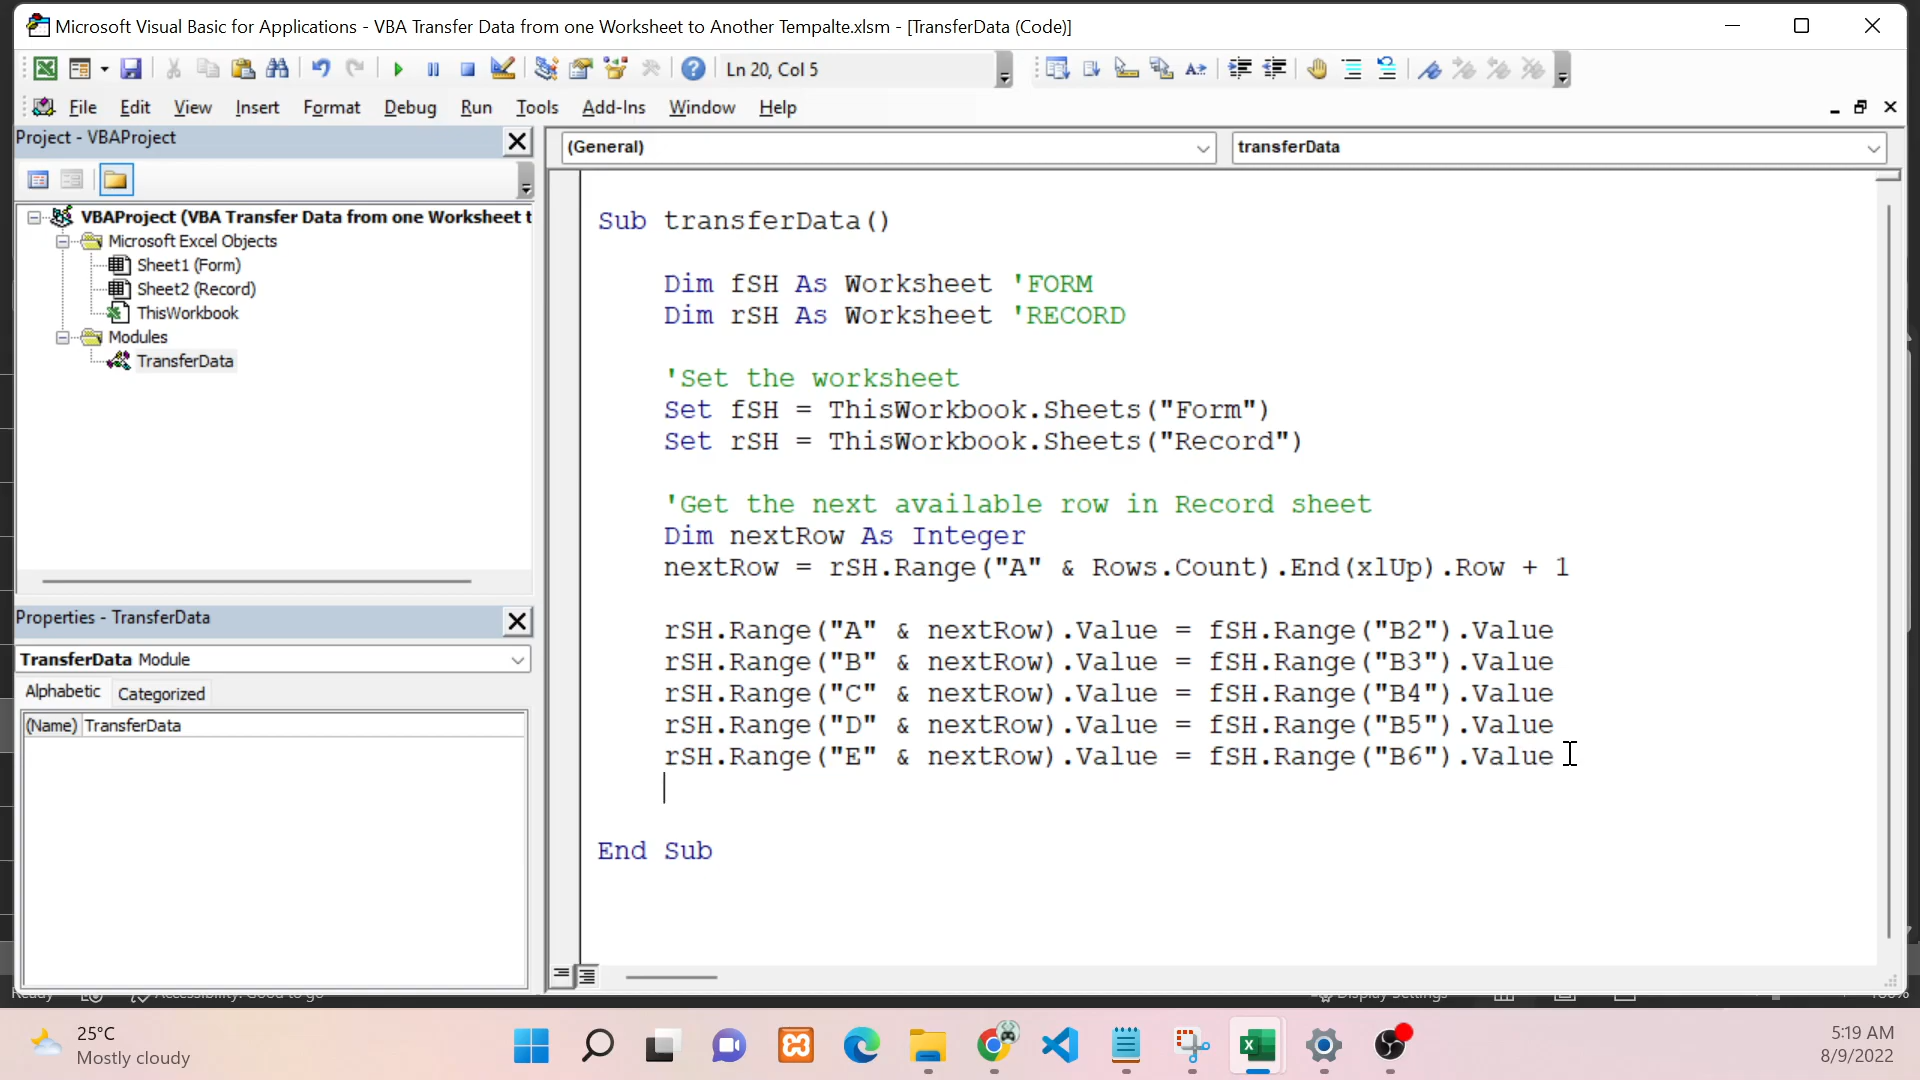 Microsoft Visual Basic for Applications - VBA Transfer Data from one Worksheet to Another Tempalte.xlsm - [TransferData (Code)]
Ln 20, Col 5
File Edit View Insert Format Debug Run Tools Add-Ins Window Help
Project - VBAProject
VBAProject (VBA Transfer Data from one Worksheet t
Microsoft Excel Objects
Sheet1 (Form)
Sheet2 (Record)
ThisWorkbook
Modules
TransferData
Properties - TransferData
TransferData Module
Alphabetic Categorized
(Name) TransferData
(General) transferData
Sub transferData()
Dim fSH As Worksheet 'FORM
Dim rSH As Worksheet 'RECORD
'Set the worksheet
Set fSH = ThisWorkbook.Sheets("Form")
Set rSH = ThisWorkbook.Sheets("Record")
'Get the next available row in Record sheet
Dim nextRow As Integer
nextRow = rSH.Range("A" & Rows.Count).End(xlUp).Row + 1
rSH.Range("A" & nextRow).Value = fSH.Range("B2").Value
rSH.Range("B" & nextRow).Value = fSH.Range("B3").Value
rSH.Range("C" & nextRow).Value = fSH.Range("B4").Value
rSH.Range("D" & nextRow).Value = fSH.Range("B5").Value
rSH.Range("E" & nextRow).Value = fSH.Range("B6").Value
End Sub
Ready Accessibility: Good to go Display Settings
25°C
Mostly cloudy
5:19 AM
8/9/2022